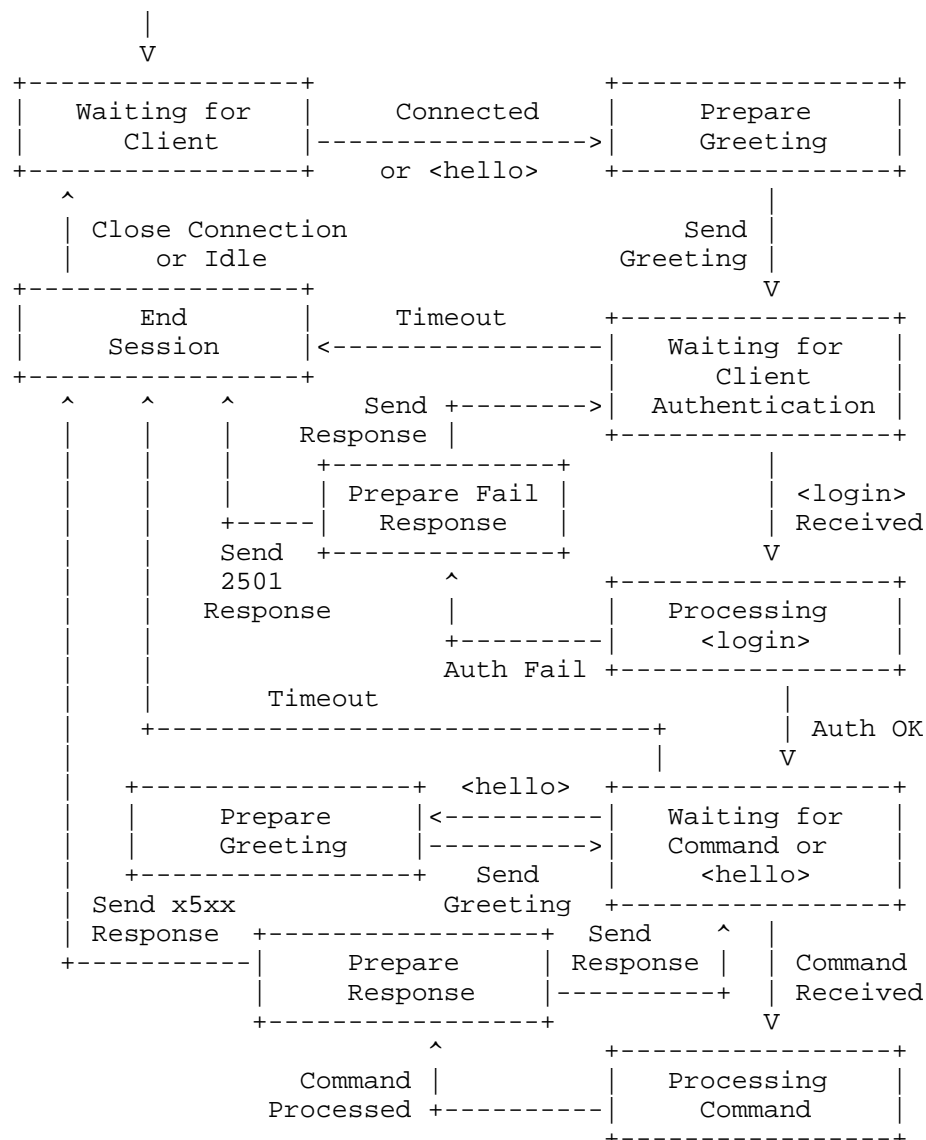 Waiting for Connected Prepare
Client Greeting
or <hello>
Close Connection Send
or Idle Greeting
V
End Timeout
Session Waiting for
Client
Send Authentication
Response
Prepare Fail <login>
Response Received
Send V
2501
Response Processing
<login>
Auth Fail
Timeout
Auth OK
V
<hello>
Prepare Waiting for
Greeting Command or
Send <hello>
Send x5xx Greeting
Response Send
Prepare Response Command
Response Received
V
Command Processing
Processed Command